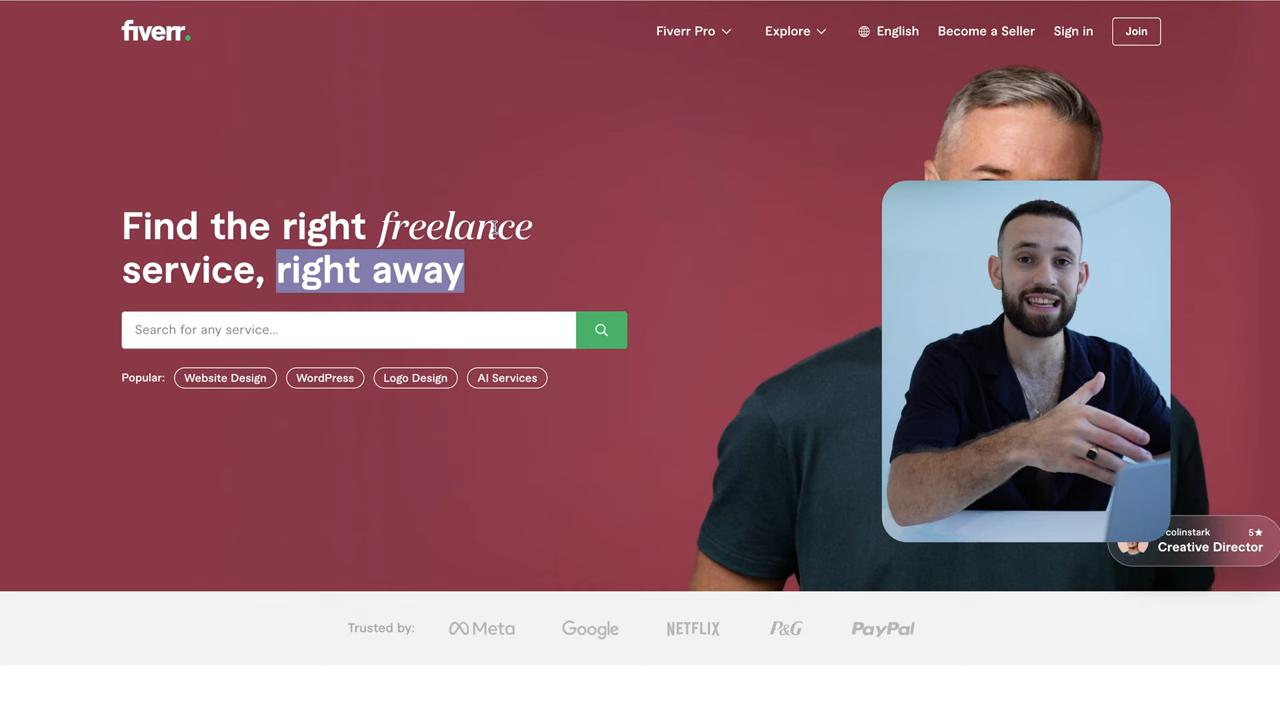 fiverr.
Fiverr Pro Explore English Become a Seller Sign in Join
Find the right freelance
service, right away
Search for any service...
Popular: Website Design WordPress Logo Design AI Services
colinstark 5★
Creative Director
Trusted by: Meta Google NETFLIX P&G PayPal